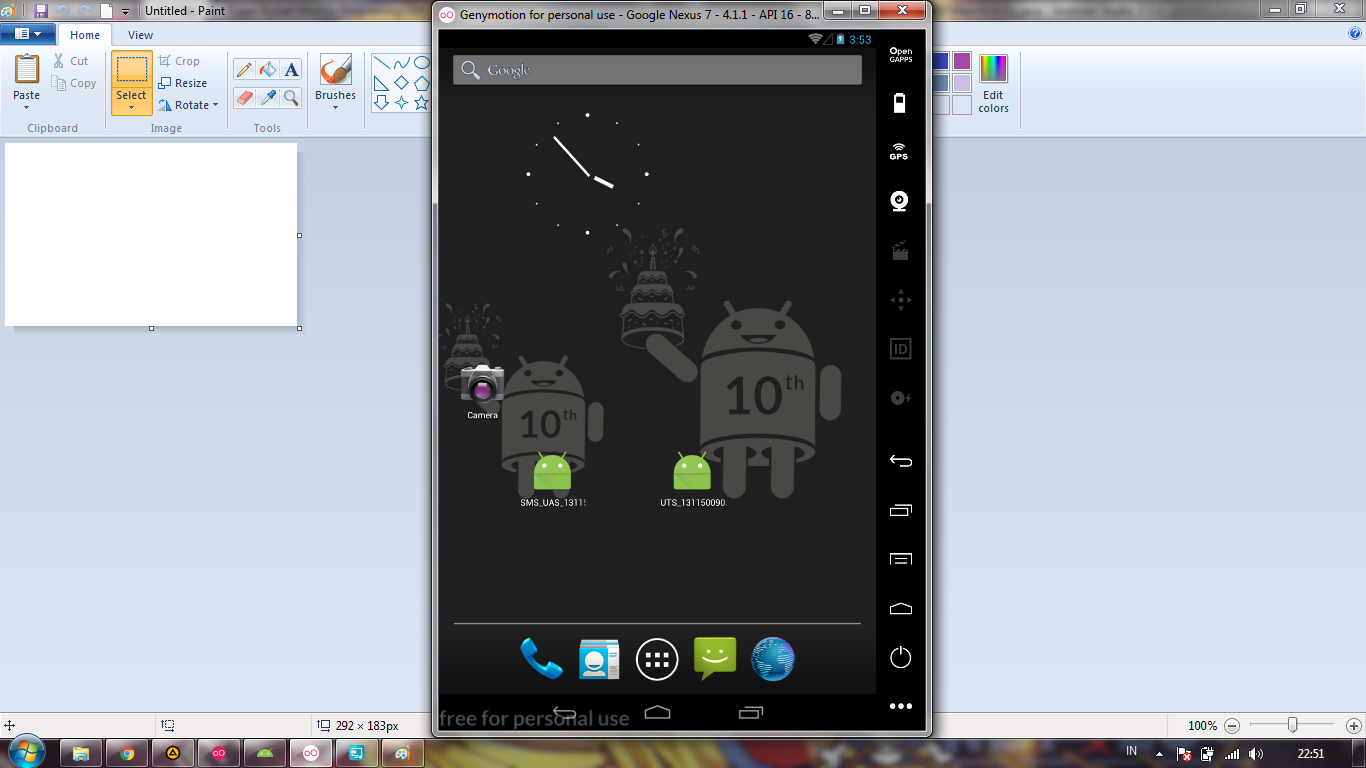 Untitled - Paint
Home
View
Paste
Cut
Copy
Clipboard
Select
Crop
Resize
Rotate
Image
A
Tools
Brushes
Edit
colors
Genymotion for personal use - Google Nexus 7 - 4.1.1 - API 16 - 8...
3:53
Google
Open
GAPPS
GPS
ID
10th
10th
Camera
SMS_UAS_1311
UTS_131150090
free for personal use
292 × 183px
100%
IN
22:51